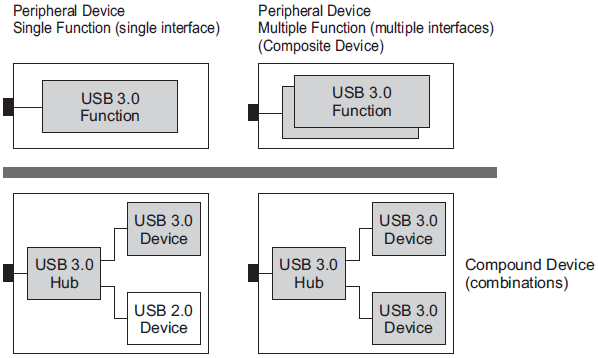 Peripheral Device
Single Function (single interface)
Peripheral Device
Multiple Function (multiple interfaces)
(Composite Device)
USB 3.0
Function
USB 3.0
Function
USB 3.0
Hub
USB 3.0
Device
USB 2.0
Device
USB 3.0
Hub
USB 3.0
Device
USB 3.0
Device
Compound Device
(combinations)